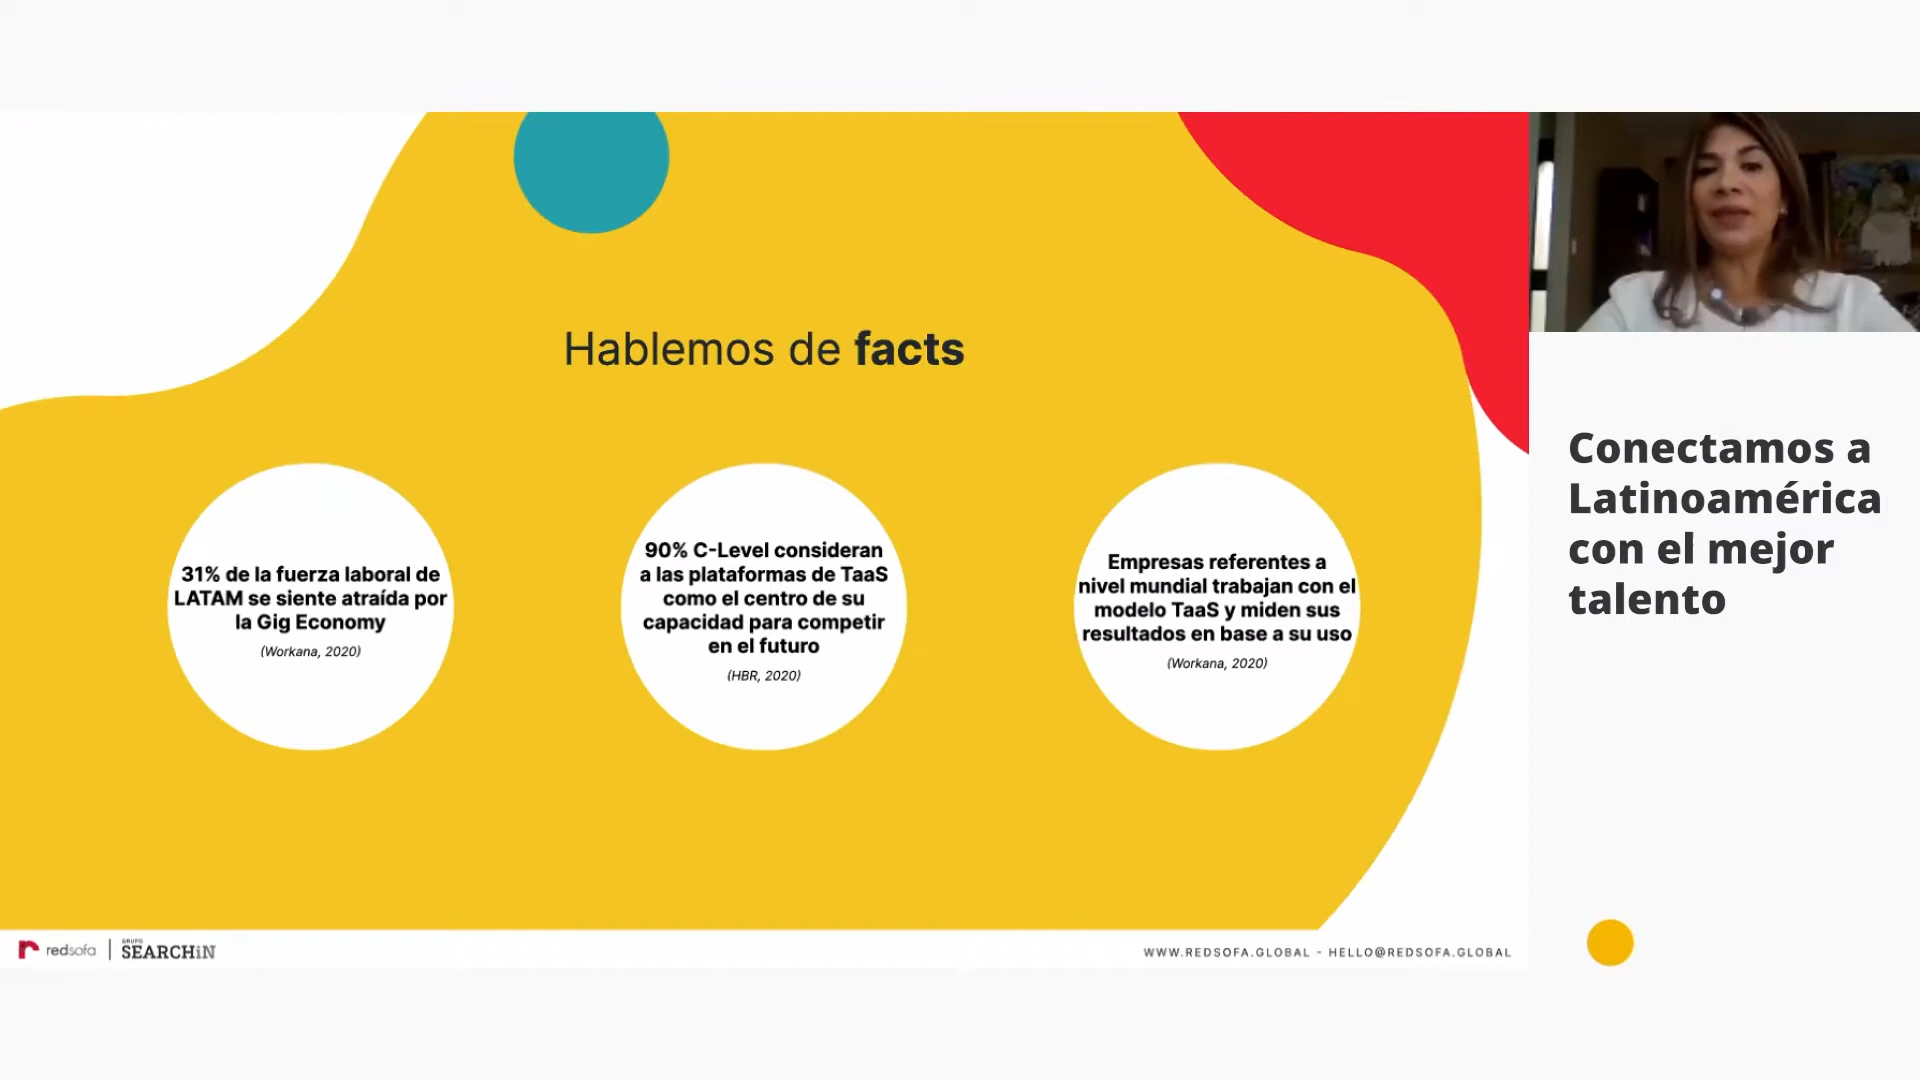 Hablemos de facts
31% de la fuerza laboral de
LATAM se siente atraída por
la Gig Economy
(Workana, 2020)
90% C-Level consideran
a las plataformas de TaaS
como el centro de su
capacidad para competir
en el futuro
(HBR, 2020)
Empresas referentes a
nivel mundial trabajan con el
modelo TaaS y miden sus
resultados en base a su uso
(Workana, 2020)
Conectamos a
Latinoamérica
con el mejor
talento
redsofa
GRUPO
SEARCHiN
WWW.REDSOFA.GLOBAL - HELLO@REDSOFA.GLOBAL